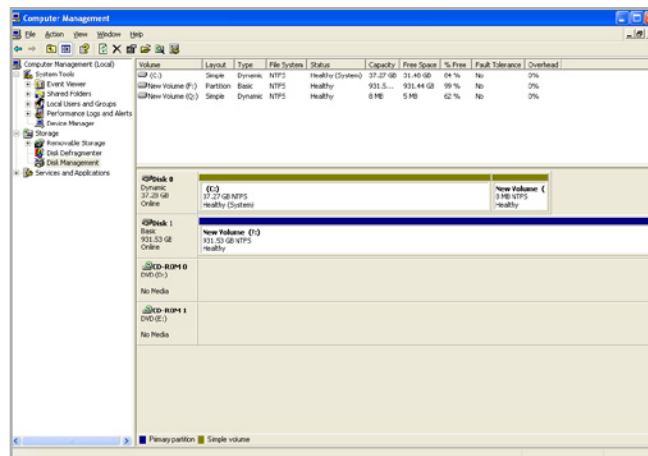 Computer Management
File Action View Window Help
Computer Management (Local)
System Tools
Event Viewer
Shared Folders
Local Users and Groups
Performance Logs and Alerts
Device Manager
Storage
Removable Storage
Disk Defragmenter
Disk Management
Services and Applications
Volume Layout Type File System Status Capacity Free Space % Free Fault Tolerance Overhead
(C:) Simple Dynamic NTFS Healthy (System) 37.27 GB 31.40 GB 84 % No 0%
New Volume (F:) Partition Basic NTFS Healthy 931.5... 931.44 GB 99 % No 0%
New Volume (Q:) Simple Dynamic NTFS Healthy 8 MB 5 MB 62 % No 0%
Disk 0
Dynamic
37.28 GB
Online
(C:)
37.27 GB NTFS
Healthy (System)
New Volume (
8 MB NTFS
Healthy
Disk 1
Basic
931.53 GB
Online
New Volume (F:)
931.53 GB NTFS
Healthy
CD-ROM 0
DVD (D:)
No Media
CD-ROM 1
DVD (E:)
No Media
Primary partition Simple volume